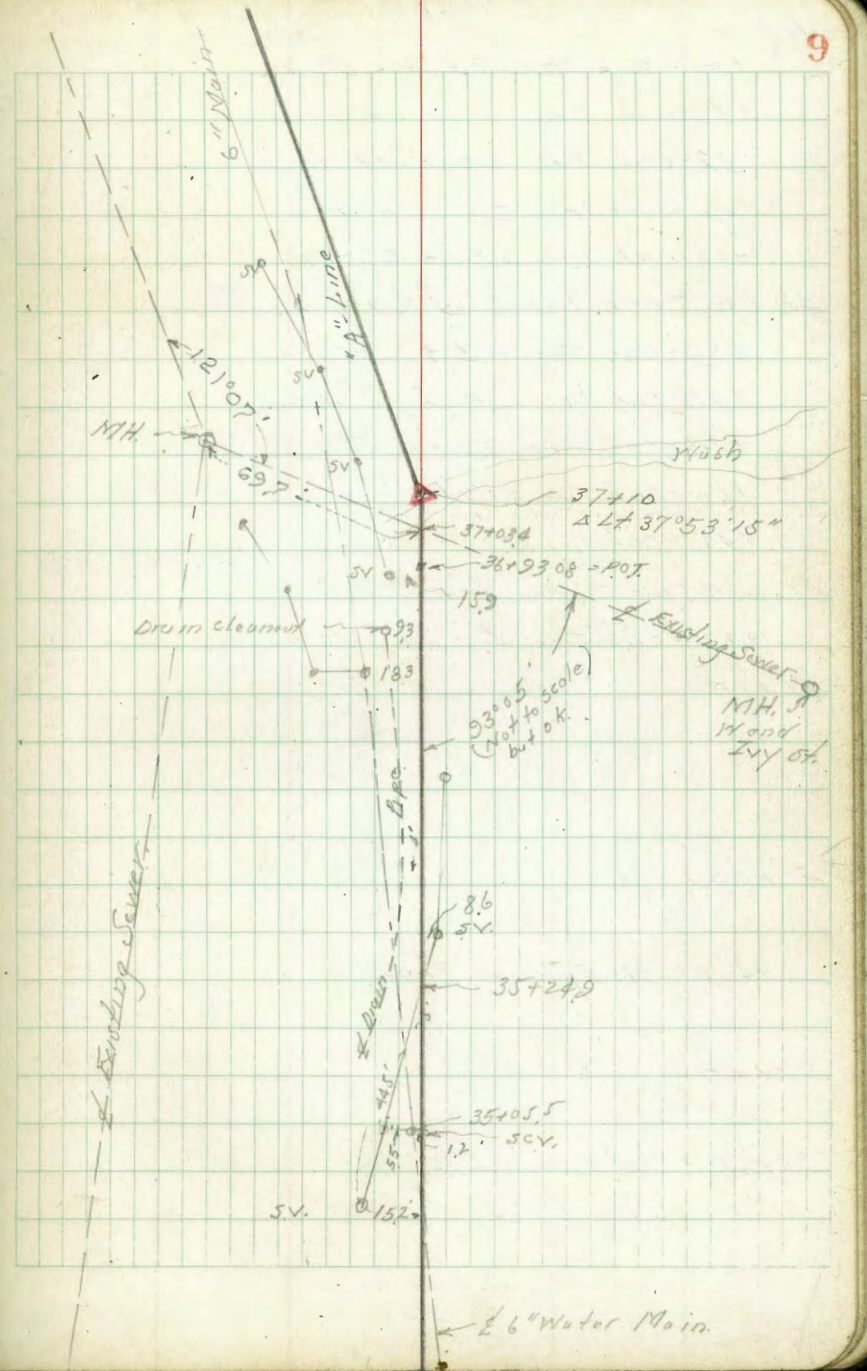 9
6" Main
"A" Line
SV
SV
121°07'
MH.
SV
69.7
Wash
37+10
Δ Lt 37°53'15"
37+03.4
36+93.08 = P.O.T.
SV
15.9
℄ Existing Sewer
Drain Cleanout
9.3
18.3
MH.
W and
Ivy St.
93°05'
(Not to scale)
but O.K.
8.6
S.V.
35+24.9
℄ Drain
℄ Existing Sewer
44.5'
35+05.5
S.C.V.
5.5
1.2'
S.V.
15.2
℄ 6" Water Main